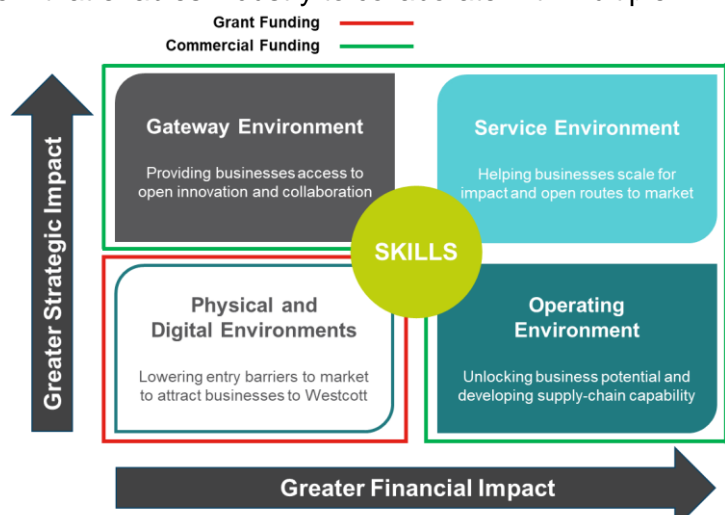 Grant Funding
Commercial Funding
Greater Strategic Impact
Gateway Environment
Providing businesses access to
open innovation and collaboration
Service Environment
Helping businesses scale for
impact and open routes to market
SKILLS
Physical and
Digital Environments
Lowering entry barriers to market
to attract businesses to Westcott
Operating
Environment
Unlocking business potential and
developing supply-chain capability
Greater Financial Impact